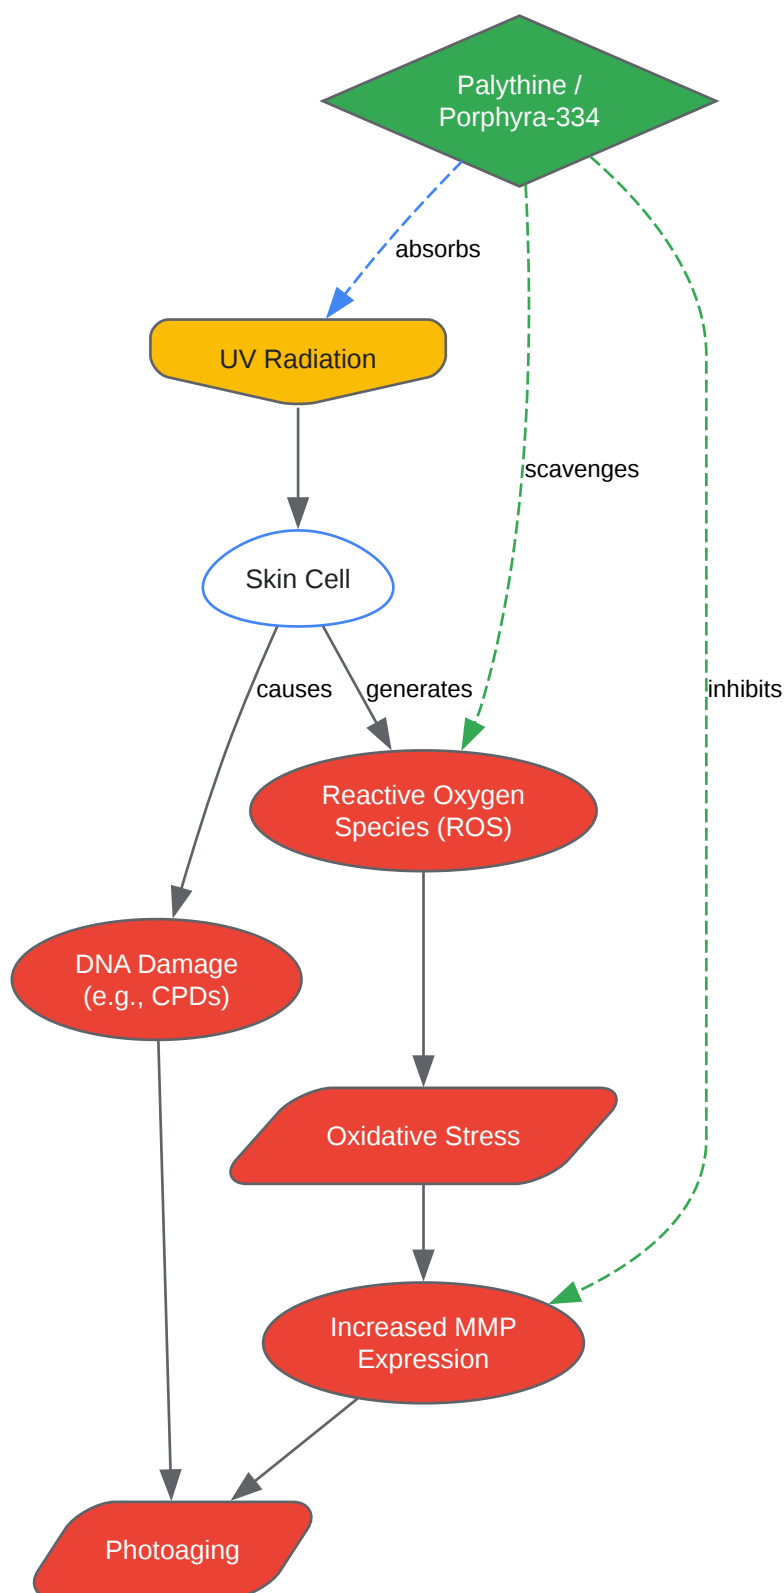 Palythine /
Porphyra-334
absorbs
UV Radiation
scavenges
Skin Cell
causes
generates
inhibits
Reactive Oxygen
Species (ROS)
DNA Damage
(e.g., CPDs)
Oxidative Stress
Increased MMP
Expression
Photoaging